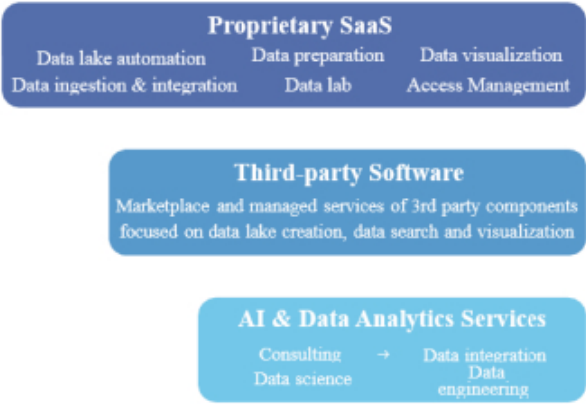 Proprietary SaaS
Data lake automation Data preparation Data visualization
Data ingestion & integration Data lab Access Management
Third-party Software
Marketplace and managed services of 3rd party components
focused on data lake creation, data search and visualization
AI & Data Analytics Services
Consulting → Data integration
Data science Data
engineering